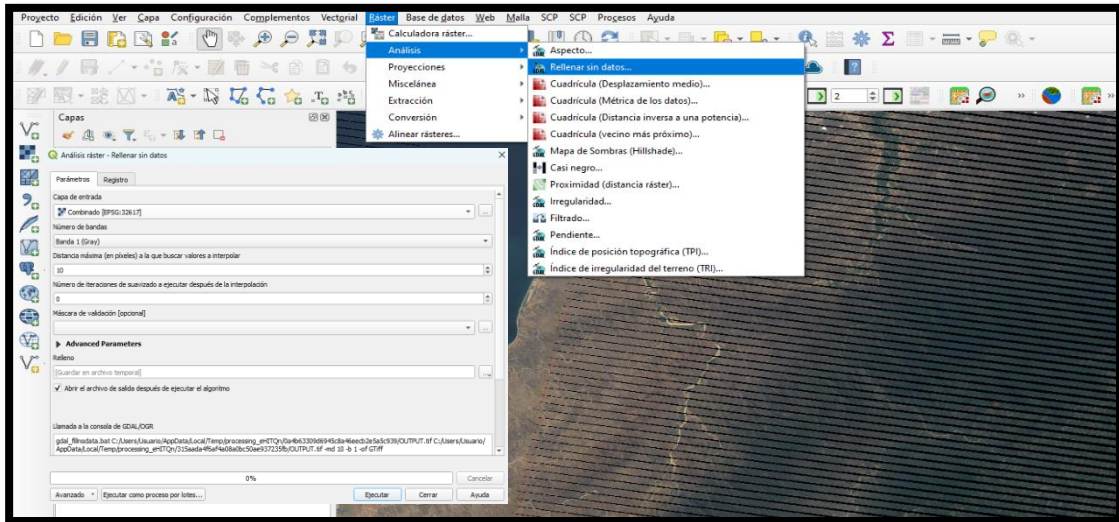 Proyecto Edición Ver Capa Configuración Complementos Vectorial Ráster Base de datos Web Malla SCP SCP Procesos Ayuda
Calculadora ráster...
Análisis
Proyecciones
Miscelánea
Extracción
Conversión
Alinear rásteres...
Aspecto...
Rellenar sin datos...
Cuadrícula (Desplazamiento medio)...
Cuadrícula (Métrica de los datos)...
Cuadrícula (Distancia inversa a una potencia)...
Cuadrícula (vecino más próximo)...
Mapa de Sombras (Hillshade)...
Casi negro...
Proximidad (distancia ráster)...
Irregularidad...
Filtrado...
Pendiente...
Índice de posición topográfica (TPI)...
Índice de irregularidad del terreno (TRI)...
2
Capas
Análisis ráster - Rellenar sin datos
Parámetros Registro
Capa de entrada
Combinado [EPSG:32617]
Número de bandas
Banda 1 (Gray)
Distancia máxima (en píxeles) a la que buscar valores a interpolar
10
Número de iteraciones de suavizado a ejecutar después de la interpolación
0
Máscara de validación [opcional]
Advanced Parameters
Relleno
[Guardar en archivo temporal]
Abrir el archivo de salida después de ejecutar el algoritmo
Llamada a la consola de GDAL/OGR
gdal_fillnodata.bat C:/Users/Usuario/AppData/Local/Temp/processing_eHITQn/0a4b63309d6945c8a46eecb2e5a5c939/OUTPUT.tif C:/Users/Usuario/
AppData/Local/Temp/processing_eHITQn/315aada4f6af4a08a0bc50ae937235fb/OUTPUT.tif -md 10 -b 1 -of GTiff
0%
Cancelar
Avanzado Ejecutar como proceso por lotes... Ejecutar Cerrar Ayuda